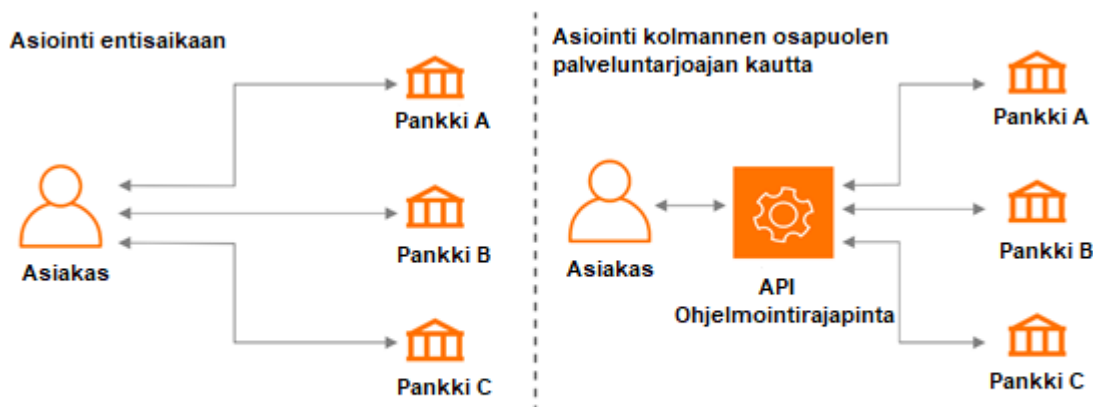 Asiointi entisaikaan
Pankki A
Pankki B
Asiakas
Pankki C
Asiointi kolmannen osapuolen
palveluntarjoajan kautta
Pankki A
Pankki B
Asiakas
API
Ohjelmointirajapinta
Pankki C